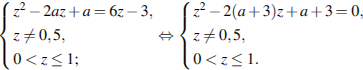 { z² − 2az + a = 6z − 3, z ≠ 0,5, 0 < z ≤ 1; ⇔ { z² − 2(a + 3)z + a + 3 = 0, z ≠ 0,5, 0 < z ≤ 1.